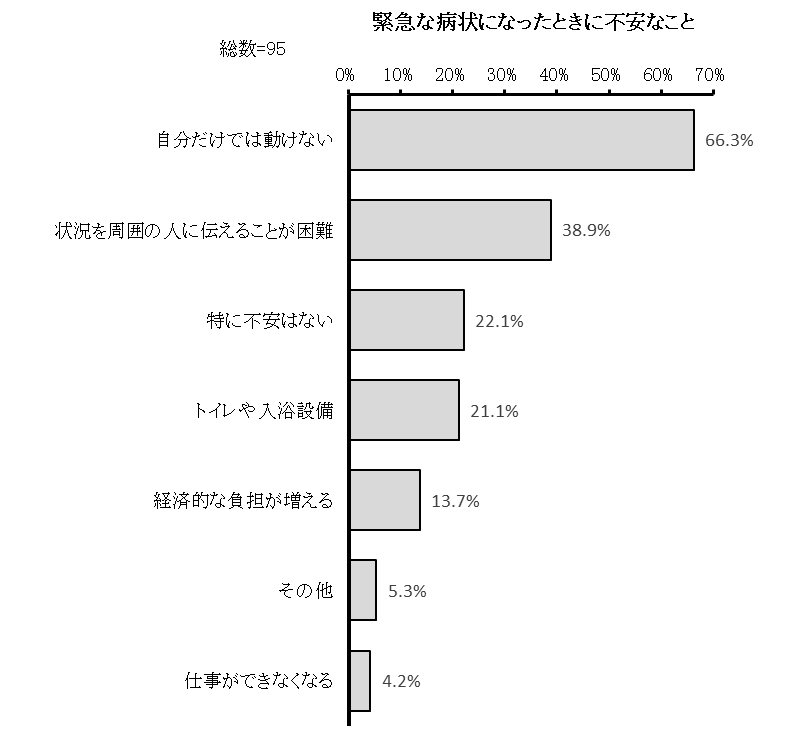 緊急な病状になったときに不安なこと
総数=95
0% 10% 20% 30% 40% 50% 60% 70%
自分だけでは動けない 66.3%
状況を周囲の人に伝えることが困難 38.9%
特に不安はない 22.1%
トイレや入浴設備 21.1%
経済的な負担が増える 13.7%
その他 5.3%
仕事ができなくなる 4.2%